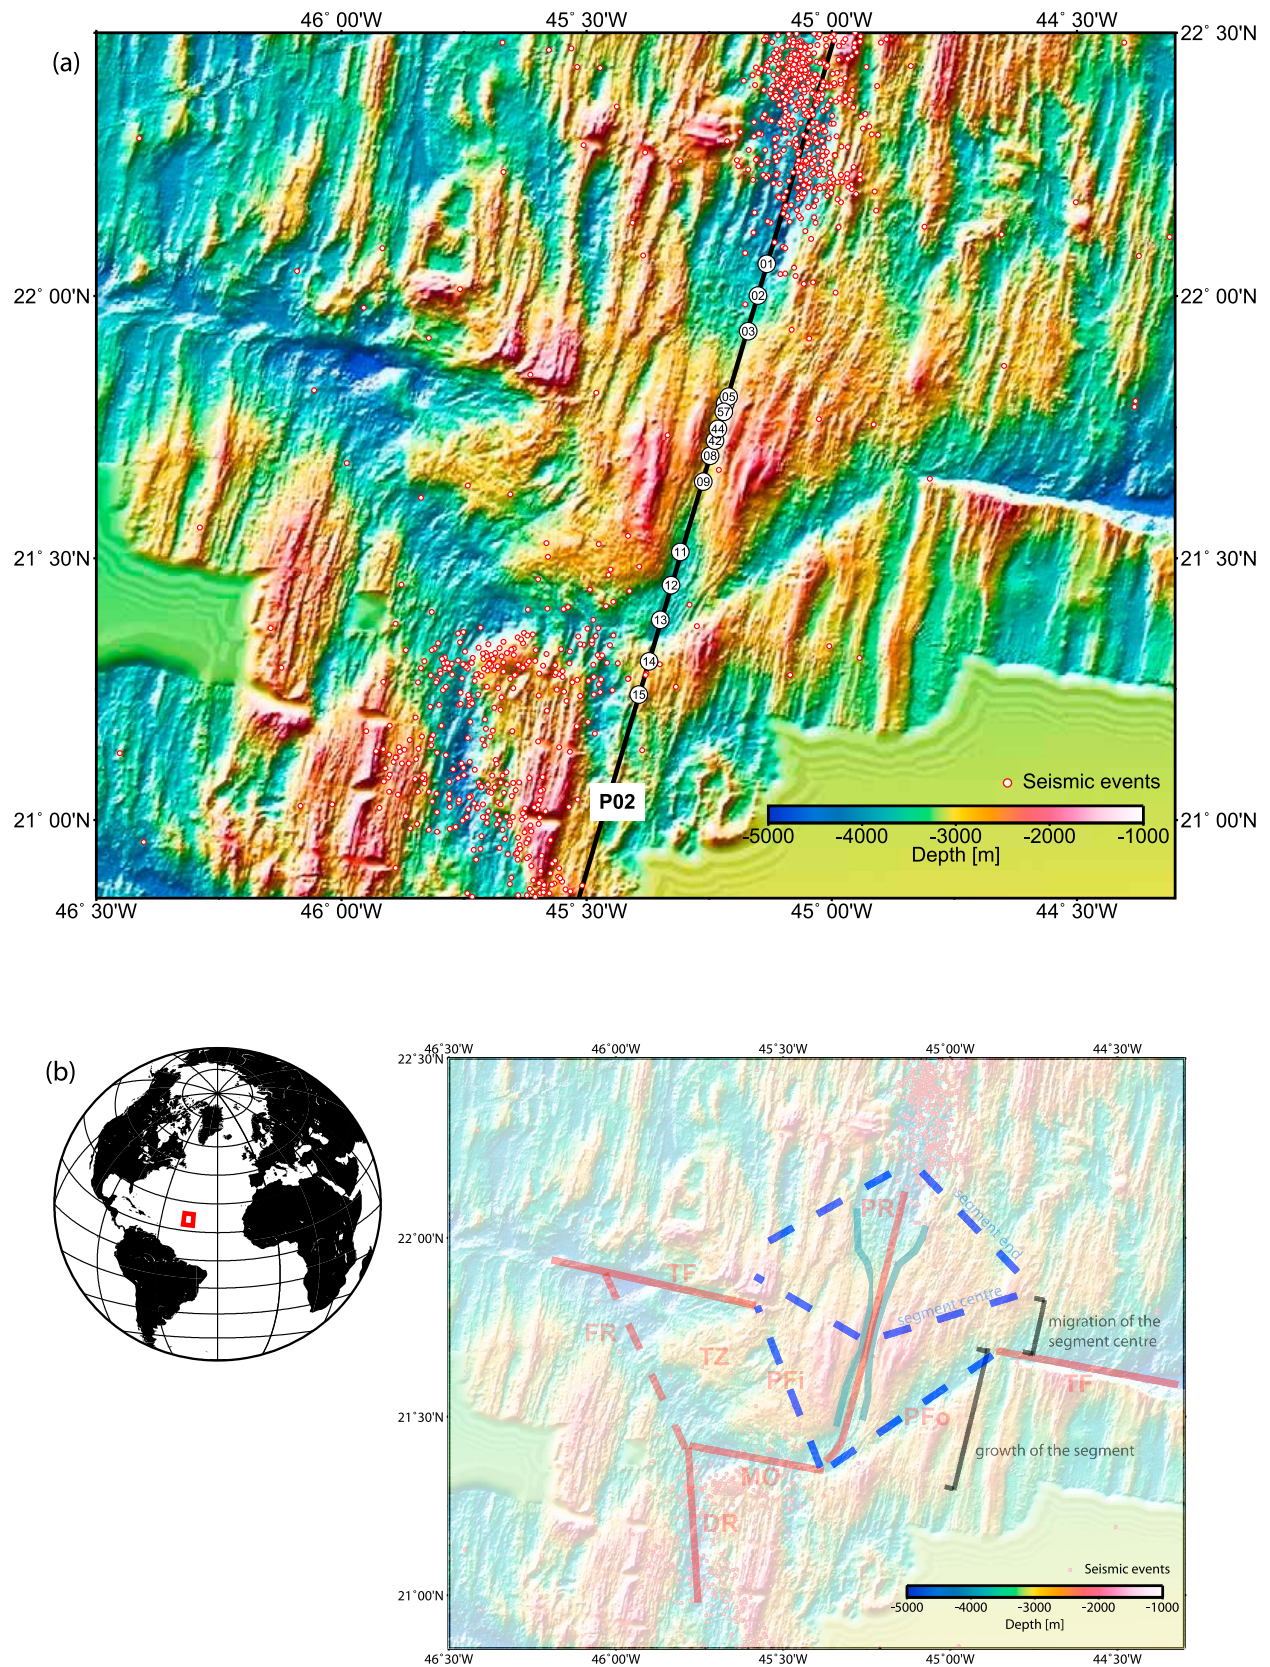 (a)
46° 00'W 45° 30'W 45° 00'W 44° 30'W
22° 30'N
01
02
22° 00'N 22° 00'N
03
05
57
44
42
08
09
11
21° 30'N 21° 30'N
12
13
14
15
Seismic events
P02
21° 00'N 21° 00'N
-5000 -4000 -3000 -2000 -1000
Depth [m]
46° 30'W 46° 00'W 45° 30'W 45° 00'W 44° 30'W
(b)
46°30'W 46°00'W 45°30'W 45°00'W 44°30'W
22°30'N
PR
segment end
22°00'N
TF
segment centre
migration of the
segment centre
FR
TZ
PFi
TF
21°30'N
PFo
growth of the segment
MO
DR
Seismic events
21°00'N
-5000 -4000 -3000 -2000 -1000
Depth [m]
46°30'W 46°00'W 45°30'W 45°00'W 44°30'W